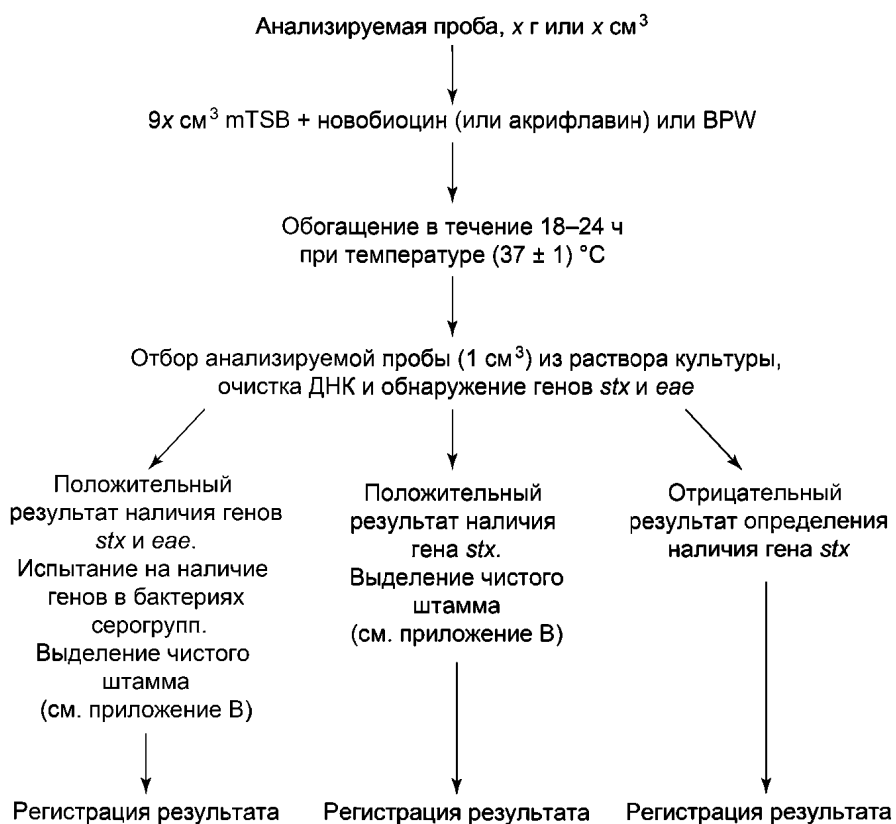 Анализируемая проба, x г или x см³
9x см³ mTSB + новобиоцин (или акрифлавин) или BPW
Обогащение в течение 18–24 ч
при температуре (37 ± 1) °C
Отбор анализируемой пробы (1 см³) из раствора культуры,
очистка ДНК и обнаружение генов stx и eae
Положительный
результат наличия генов
stx и eae.
Испытание на наличие
генов в бактериях
серогрупп.
Выделение чистого
штамма
(см. приложение В)
Положительный
результат наличия
гена stx.
Выделение чистого
штамма
(см. приложение В)
Отрицательный
результат определения
наличия гена stx
Регистрация результата
Регистрация результата
Регистрация результата